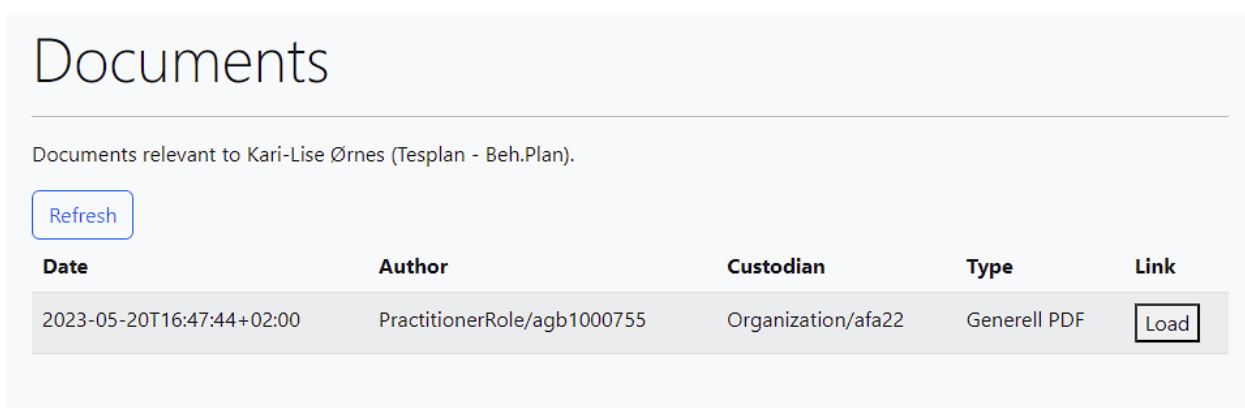 Documents
Documents relevant to Kari-Lise Ørnes (Tesplan - Beh.Plan).
Refresh
Date Author Custodian Type Link
2023-05-20T16:47:44+02:00 PractitionerRole/agb1000755 Organization/afa22 Generell PDF Load